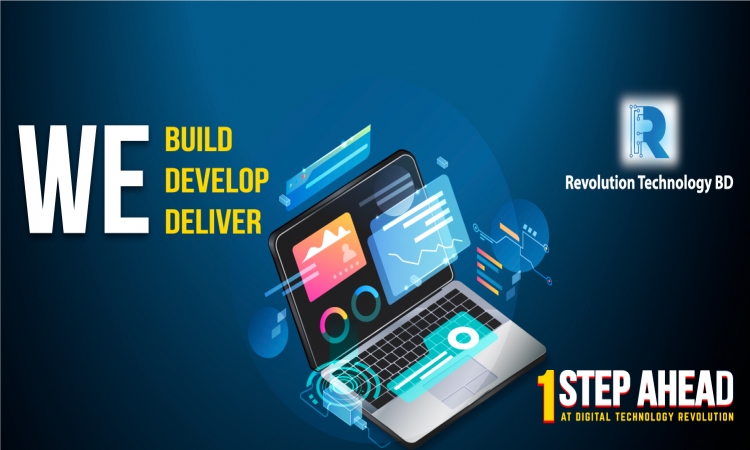 WE
BUILD
DEVELOP
DELIVER
R
Revolution Technology BD
1 STEP AHEAD
AT DIGITAL TECHNOLOGY REVOLUTION